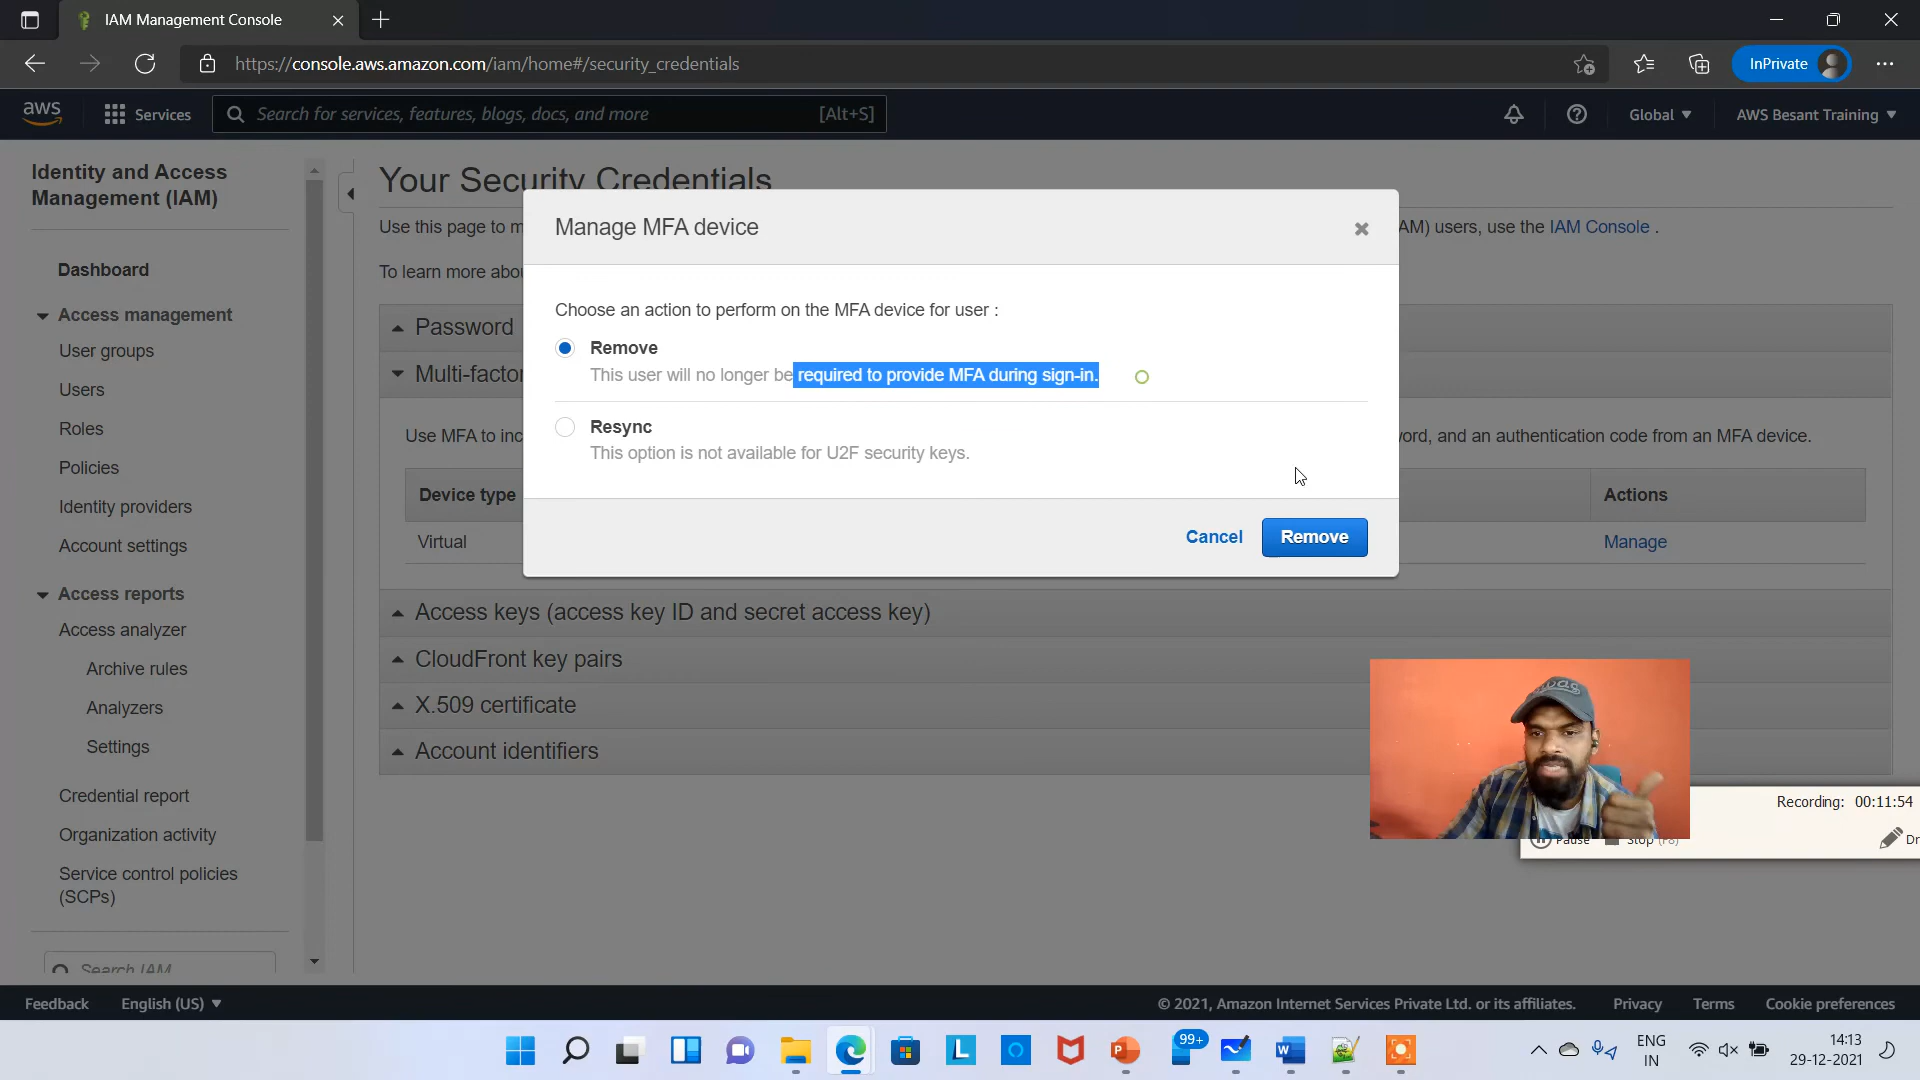 IAM Management Console
https://console.aws.amazon.com/iam/home#/security_credentials
InPrivate
aws
Services
Search for services, features, blogs, docs, and more
[Alt+S]
Global
AWS Besant Training
Identity and Access
Management (IAM)
Dashboard
Access management
User groups
Users
Roles
Policies
Identity providers
Account settings
Access reports
Access analyzer
Archive rules
Analyzers
Settings
Credential report
Organization activity
Service control policies
(SCPs)
Search IAM
Your Security Credentials
Use this page to m
AM) users, use the IAM Console .
To learn more abou
Password
Multi-factor
Use MFA to inc
ord, and an authentication code from an MFA device.
Device type
Actions
Virtual
Manage
Access keys (access key ID and secret access key)
CloudFront key pairs
X.509 certificate
Account identifiers
Manage MFA device
Choose an action to perform on the MFA device for user :
Remove
This user will no longer be required to provide MFA during sign-in.
Resync
This option is not available for U2F security keys.
Cancel
Remove
Recording: 00:11:54
Pause
Stop (F8)
Dr
Feedback
English (US)
© 2021, Amazon Internet Services Private Ltd. or its affiliates.
Privacy
Terms
Cookie preferences
99+
ENG
IN
14:13
29-12-2021